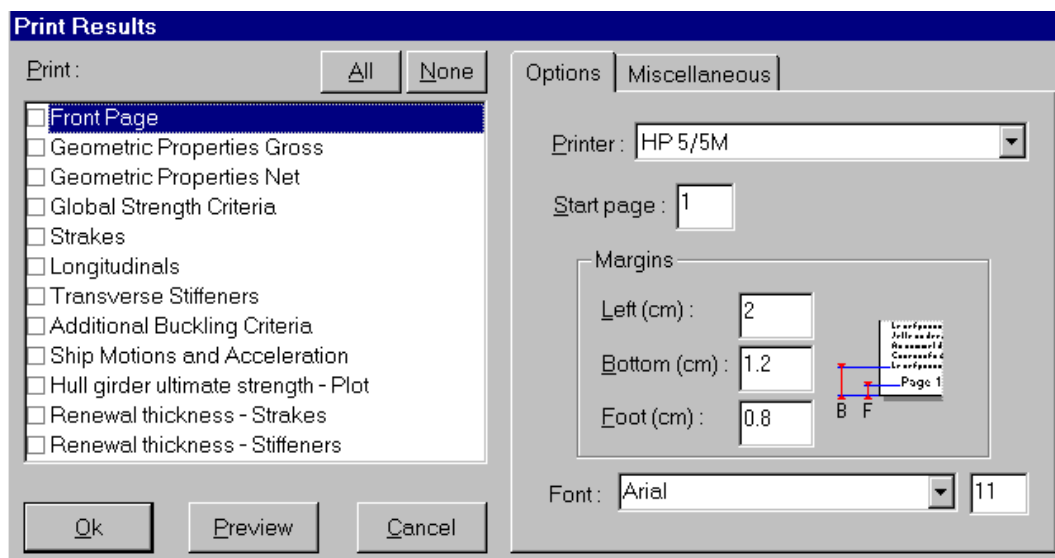 Print Results
Print :
All
None
Front Page
Geometric Properties Gross
Geometric Properties Net
Global Strength Criteria
Strakes
Longitudinals
Transverse Stiffeners
Additional Buckling Criteria
Ship Motions and Acceleration
Hull girder ultimate strength - Plot
Renewal thickness - Strakes
Renewal thickness - Stiffeners
Ok
Preview
Cancel
Options
Miscellaneous
Printer : HP 5/5M
Start page : 1
Margins
Left (cm) : 2
Bottom (cm) : 1.2
Foot (cm) : 0.8
Page 1
B F
Font : Arial 11